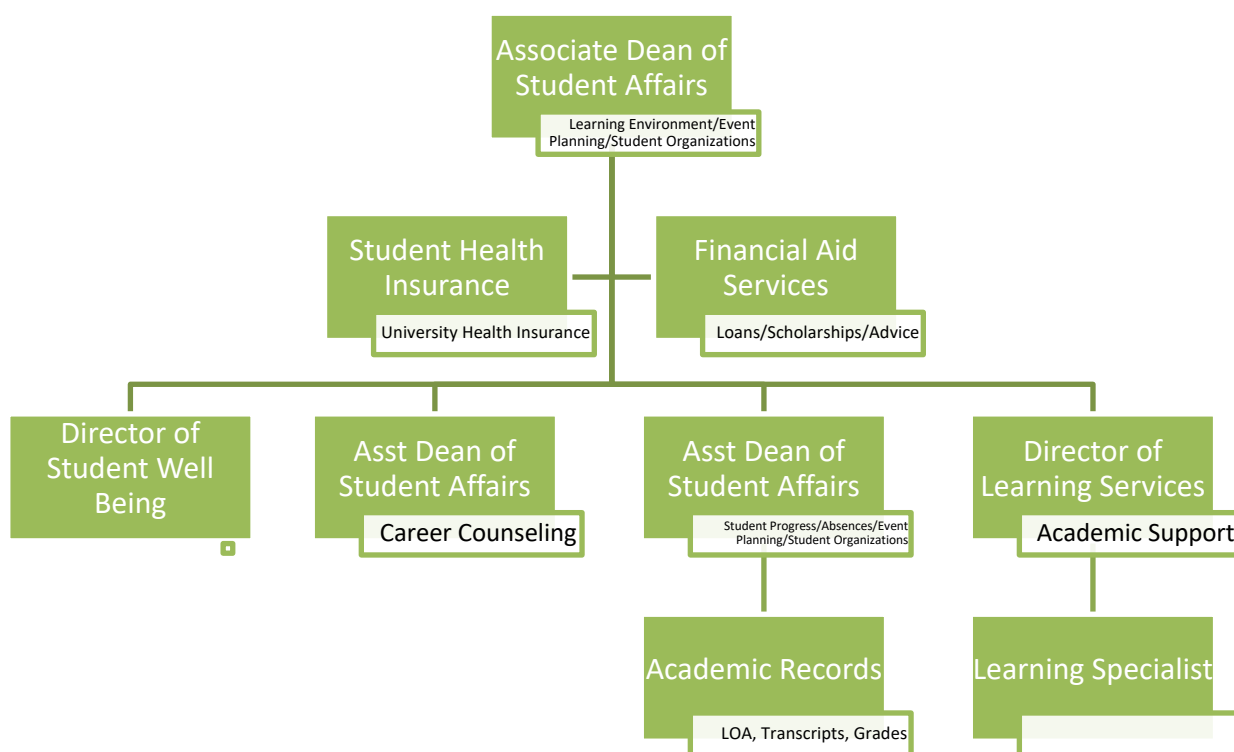 Associate Dean of
Student Affairs
Learning Environment/Event
Planning/Student Organizations
Student Health
Insurance
University Health Insurance
Financial Aid
Services
Loans/Scholarships/Advice
Director of
Student Well
Being
Asst Dean of
Student Affairs
Career Counseling
Asst Dean of
Student Affairs
Student Progress/Absences/Event
Planning/Student Organizations
Director of
Learning Services
Academic Support
Academic Records
LOA, Transcripts, Grades
Learning Specialist